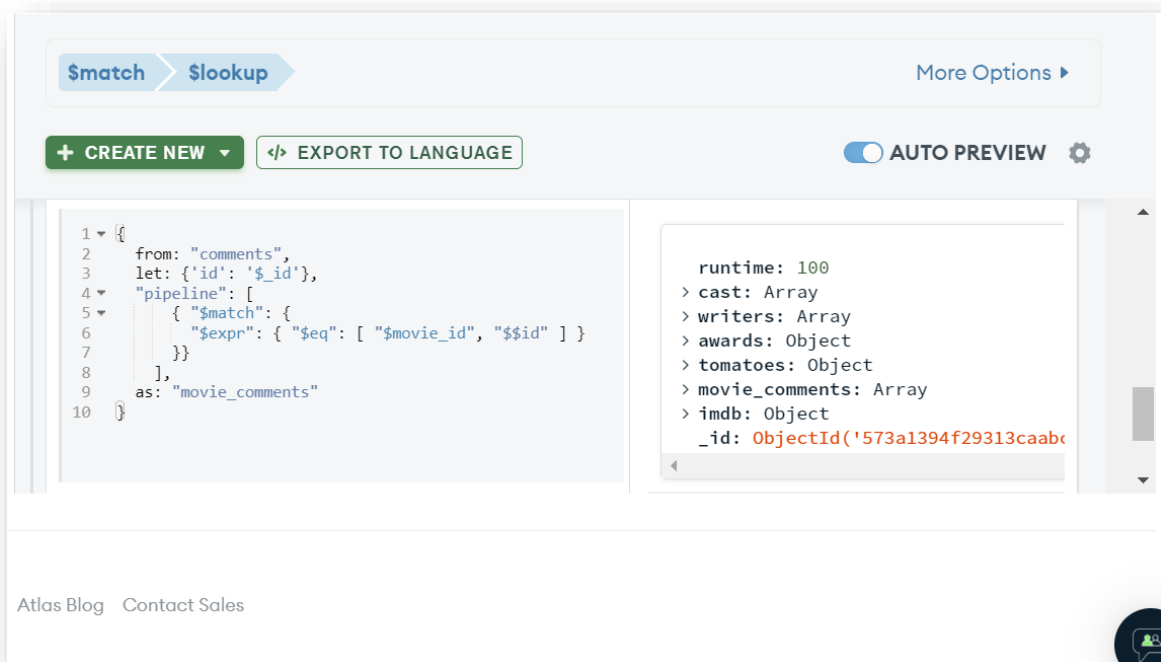 $match $lookup More Options
+ CREATE NEW </> EXPORT TO LANGUAGE AUTO PREVIEW
1 {
2 from: "comments",
3 let: {'id': '$_id'},
4 "pipeline": [
5 { "$match": {
6 "$expr": { "$eq": [ "$movie_id", "$$id" ] }
7 }}
8 ],
9 as: "movie_comments"
10 }
runtime: 100
> cast: Array
> writers: Array
> awards: Object
> tomatoes: Object
> movie_comments: Array
> imdb: Object
_id: ObjectId('573a1394f29313caabc
Atlas Blog Contact Sales